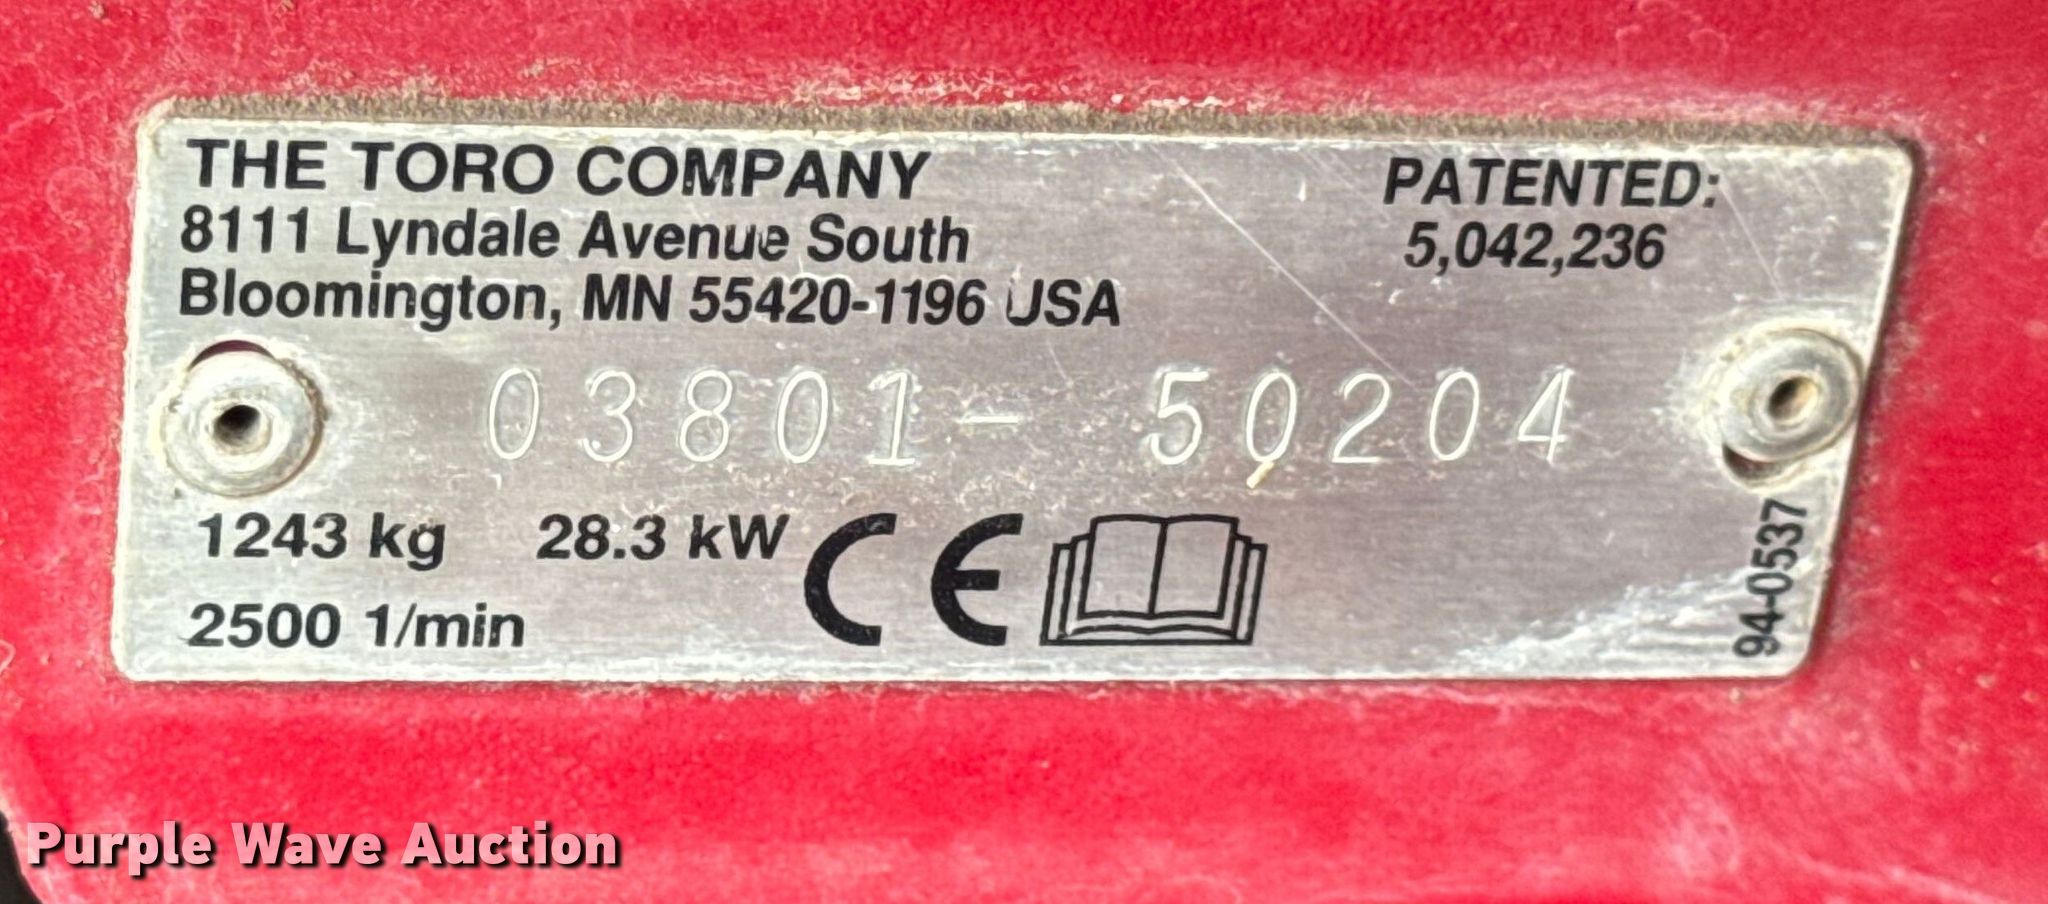 THE TORO COMPANY
8111 Lyndale Avenue South
Bloomington, MN 55420-1196 USA
PATENTED:
5,042,236
03801- 50204
1243 kg 28.3 kW CE
2500 1/min
94-0537
Purple Wave Auction